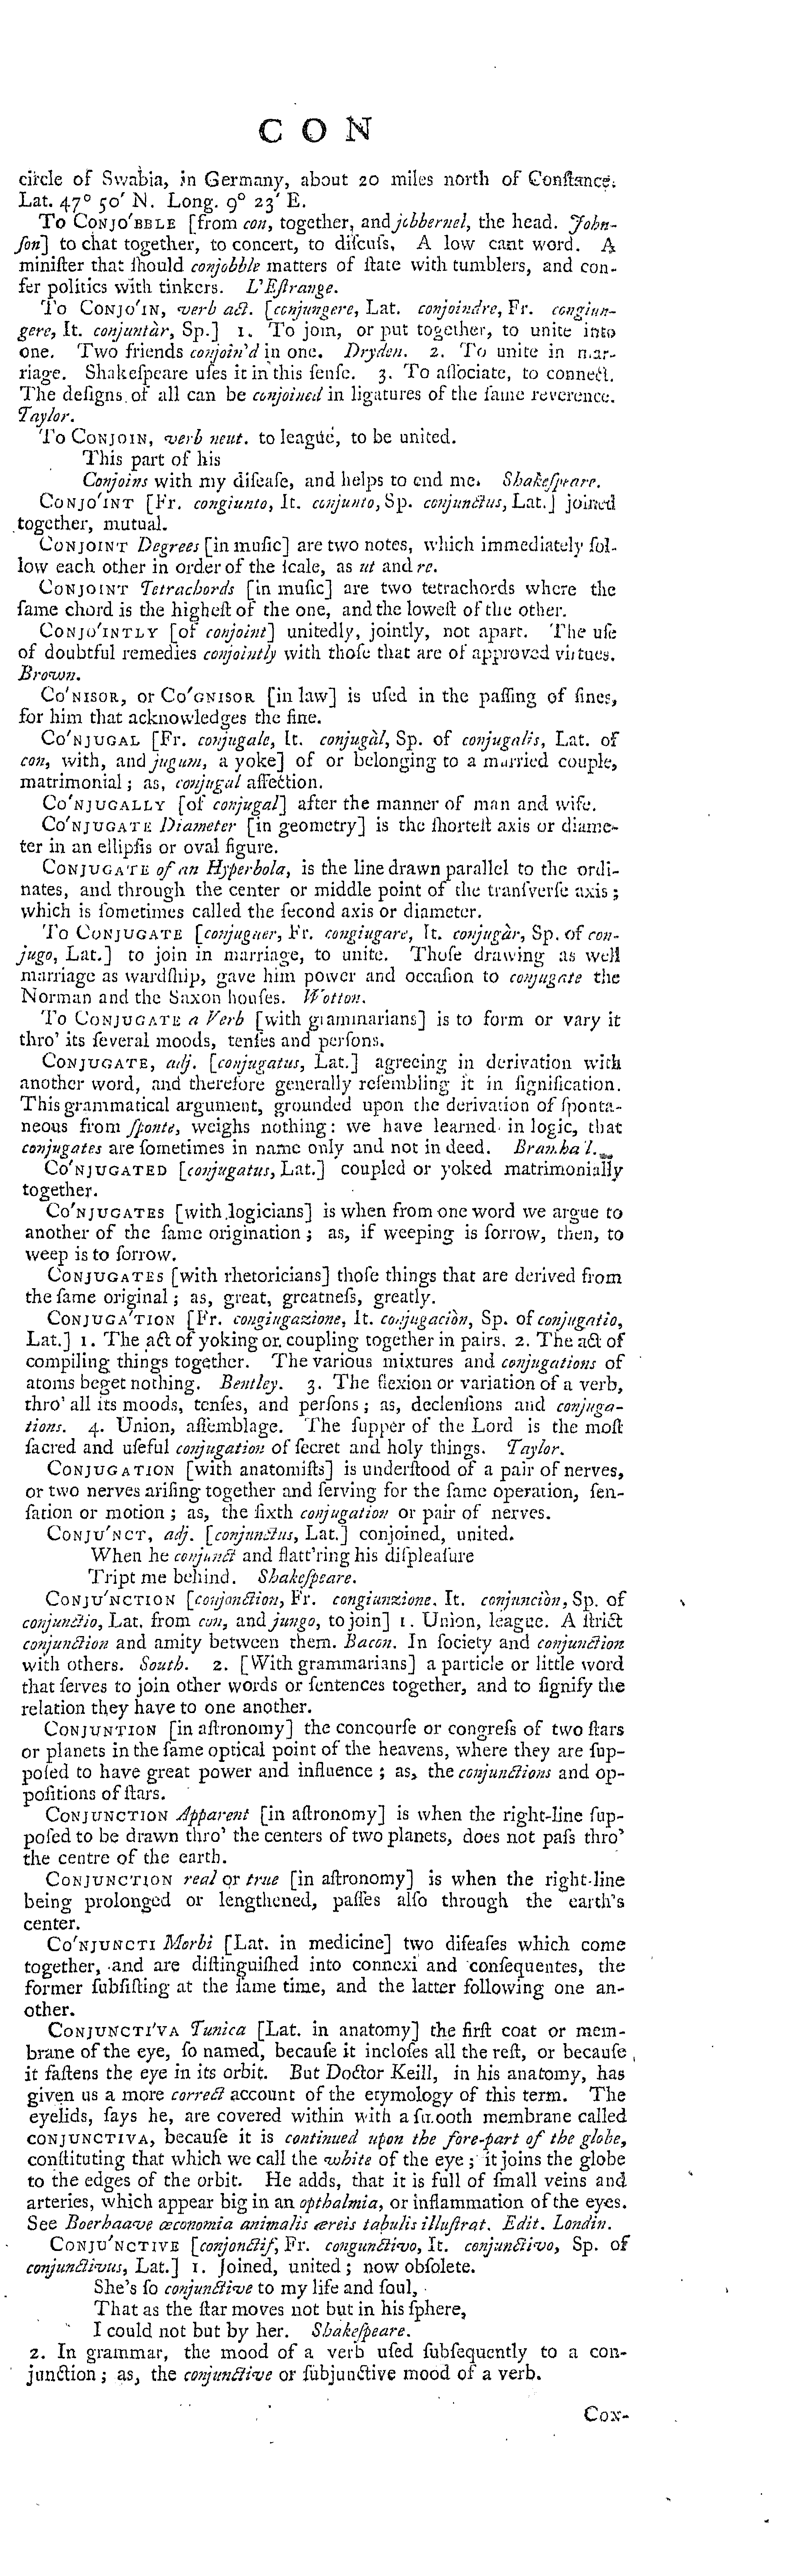 CON
circle of Swabia, in Germany, about 20 miles north of Conſtance.
Lat. 47° 50′ N. Long. 9° 23′ E.
To CONJO′BBLE [from con, together, and jobbernel, the head. John-
ſon] to chat together, to concert, to diſcuſs. A low cant word. A
miniſter that ſhould conjobble matters of ſtate with tumblers, and con-
fer politics with tinkers. L'Eſtrange.
To CONJO′IN, verb act. [conjungere, Lat. conjoindre, Fr. congiun-
gere, It. conjuntàr, Sp.] 1. To join, or put together, to unite into
one. Two friends conjoin'd in one. Dryden. 2. To unite in mar-
riage. Shakeſpeare uſes it in this ſenſe. 3. To aſſociate, to connect.
The deſigns of all can be conjoined in ligatures of the ſame reverence.
Taylor.
To CONJOIN, verb neut. to league, to be united.
This part of his
Conjoins with my diſeaſe, and helps to end me. Shakeſpeare.
CONJO′INT [Fr. congiunto, It. conjunto, Sp. conjunctus, Lat.] joined
together, mutual.
CONJOINT Degrees [in muſic] are two notes, which immediately fol-
low each other in order of the ſcale, as ut and re.
CONJOINT Tetrachords [in muſic] are two tetrachords where the
ſame chord is the higheſt of the one, and the loweſt of the other.
CONJO′INTLY [of conjoint] unitedly, jointly, not apart. The uſe
of doubtful remedies conjointly with thoſe that are of approved virtues.
Brown.
CO′NISOR, or CO′GNISOR [in law] is uſed in the paſſing of fines,
for him that acknowledges the fine.
CO′NJUGAL [Fr. conjugale, It. conjugàl, Sp. of conjugalis, Lat. of
con, with, and jugum, a yoke] of or belonging to a married couple,
matrimonial; as, conjugal affection.
CO′NJUGALLY [of conjugal] after the manner of man and wife.
CO′NJUGATE Diameter [in geometry] is the ſhorteſt axis or diame-
ter in an ellipſis or oval figure.
CONJUGATE of an Hyperbola, is the line drawn parallel to the ordi-
nates, and through the center or middle point of the tranſverſe axis;
which is ſometimes called the ſecond axis or diameter.
To CONJUGATE [conjuguer, Fr. congiugare, It. conjugàr, Sp. of con-
jugo, Lat.] to join in marriage, to unite. Thoſe drawing as well
marriage as wardſhip, gave him power and occaſion to conjugate the
Norman and the Saxon houſes. Wotton.
To CONJUGATE a Verb [with grammarians] is to form or vary it
thro' its ſeveral moods, tenſes and perſons.
CONJUGATE, adj. [conjugatus, Lat.] agreeing in derivation with
another word, and therefore generally reſembling it in ſignification.
This grammatical argument, grounded upon the derivation of ſponta-
neous from ſponte, weighs nothing: we have learned in logic, that
conjugates are ſometimes in name only and not in deed. Bramhall.
CO′NJUGATED [conjugatus, Lat.] coupled or yoked matrimonially
together.
CO′NJUGATES [with logicians] is when from one word we argue to
another of the ſame origination; as, if weeping is ſorrow, then, to
weep is to ſorrow.
CONJUGATES [with rhetoricians] thoſe things that are derived from
the ſame original; as, great, greatneſs, greatly.
CONJUGA′TION [Fr. congiugazione, It. conjugaciòn, Sp. of conjugatio,
Lat.] 1. The act of yoking or coupling together in pairs. 2. The act of
compiling things together. The various mixtures and conjugations of
atoms beget nothing. Bentley. 3. The flexion or variation of a verb,
thro' all its moods, tenſes, and perſons; as, declenſions and conjuga-
tions. 4. Union, aſſemblage. The ſupper of the Lord is the moſt
ſacred and uſeful conjugation of ſecret and holy things. Taylor.
CONJUGATION [with anatomiſts] is underſtood of a pair of nerves,
or two nerves ariſing together and ſerving for the ſame operation, ſen-
ſation or motion; as, the ſixth conjugation or pair of nerves.
CONJU′NCT, adj. [conjunctus, Lat.] conjoined, united.
When he conjunct and flatt'ring his diſpleaſure
Tript me behind. Shakeſpeare.
CONJU′NCTION [conjonction, Fr. congiunzione, It. conjunciòn, Sp. of
conjunctio, Lat. from con, and jungo, to join] 1. Union, league. A ſtrict
conjunction and amity between them. Bacon. In ſociety and conjunction
with others. South. 2. [With grammarians] a particle or little word
that ſerves to join other words or ſentences together, and to ſignify the
relation they have to one another.
CONJUNTION [in aſtronomy] the concourſe or congreſs of two ſtars
or planets in the ſame optical point of the heavens, where they are ſup-
poſed to have great power and influence; as, the conjunctions and op-
poſitions of ſtars.
CONJUNCTION Apparent [in aſtronomy] is when the right-line ſup-
poſed to be drawn thro' the centers of two planets, does not paſs thro'
the centre of the earth.
CONJUNCTION real or true [in aſtronomy] is when the right-line
being prolonged or lengthened, paſſes alſo through the earth's
center.
CO′NJUNCTI Morbi [Lat. in medicine] two diſeaſes which come
together, and are diſtinguiſhed into connexi and conſequentes, the
former ſubſiſting at the ſame time, and the latter following one an-
other.
CONJUNCTI′VA Tunica [Lat. in anatomy] the firſt coat or mem-
brane of the eye, ſo named, becauſe it incloſes all the reſt, or becauſe
it faſtens the eye in its orbit. But Doctor Keill, in his anatomy, has
given us a more correct account of the etymology of this term. The
eyelids, ſays he, are covered within with a ſmooth membrane called
CONJUNCTIVA, becauſe it is continued upon the fore-part of the globe,
conſtituting that which we call the white of the eye; it joins the globe
to the edges of the orbit. He adds, that it is full of ſmall veins and
arteries, which appear big in an opthalmia, or inflammation of the eyes.
See Boerhaave œconomia animalis æreis tabulis illuſtrat. Edit. Londin.
CONJU′NCTIVE [conjonctif, Fr. congunctivo, It. conjunctivo, Sp. of
conjunctivus, Lat.] 1. Joined, united; now obſolete.
She's ſo conjunctive to my life and ſoul,
That as the ſtar moves not but in his ſphere,
I could not but by her. Shakeſpeare.
2. In grammar, the mood of a verb uſed ſubſequently to a con-
junction; as, the conjunctive or ſubjunctive mood of a verb.
Cox-